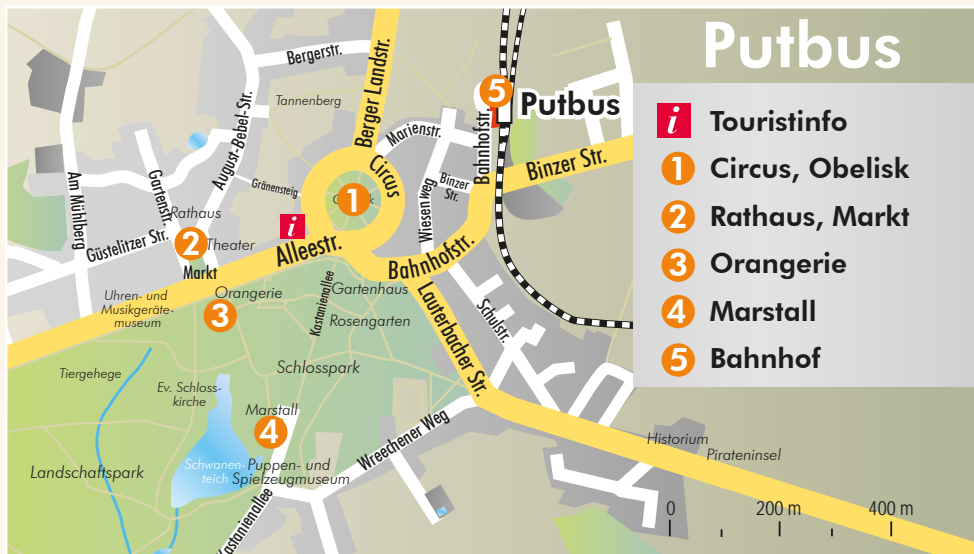 Putbus
i Touristinfo
1 Circus, Obelisk
2 Rathaus, Markt
3 Orangerie
4 Marstall
5 Bahnhof
Bergerstr.
Berger Landstr.
Tannenberg
August-Bebel-Str.
Marienstr.
Bahnhofstr.
5
Putbus
Binzer Str.
Am Mühlberg
Gartenstr.
Gränensteig
Circus
1
Wiesenweg
Binzer
Str.
Rathaus
i
Güstelitzer Str.
2
Theater
Alleestr.
Markt
Bahnhofstr.
Uhren- und
Musikgeräte-
museum
Orangerie
3
Kastanienallee
Gartenhaus
Rosengarten
Lauterbacher Str.
Schulstr.
Schlosspark
Tiergehege
Ev. Schloss-
kirche
Marstall
4
Wreechener Weg
Landschaftspark
Schwanen-
teich
Puppen- und
Spielzeugmuseum
Kastanienallee
Historium
Pirateninsel
0
200 m
400 m